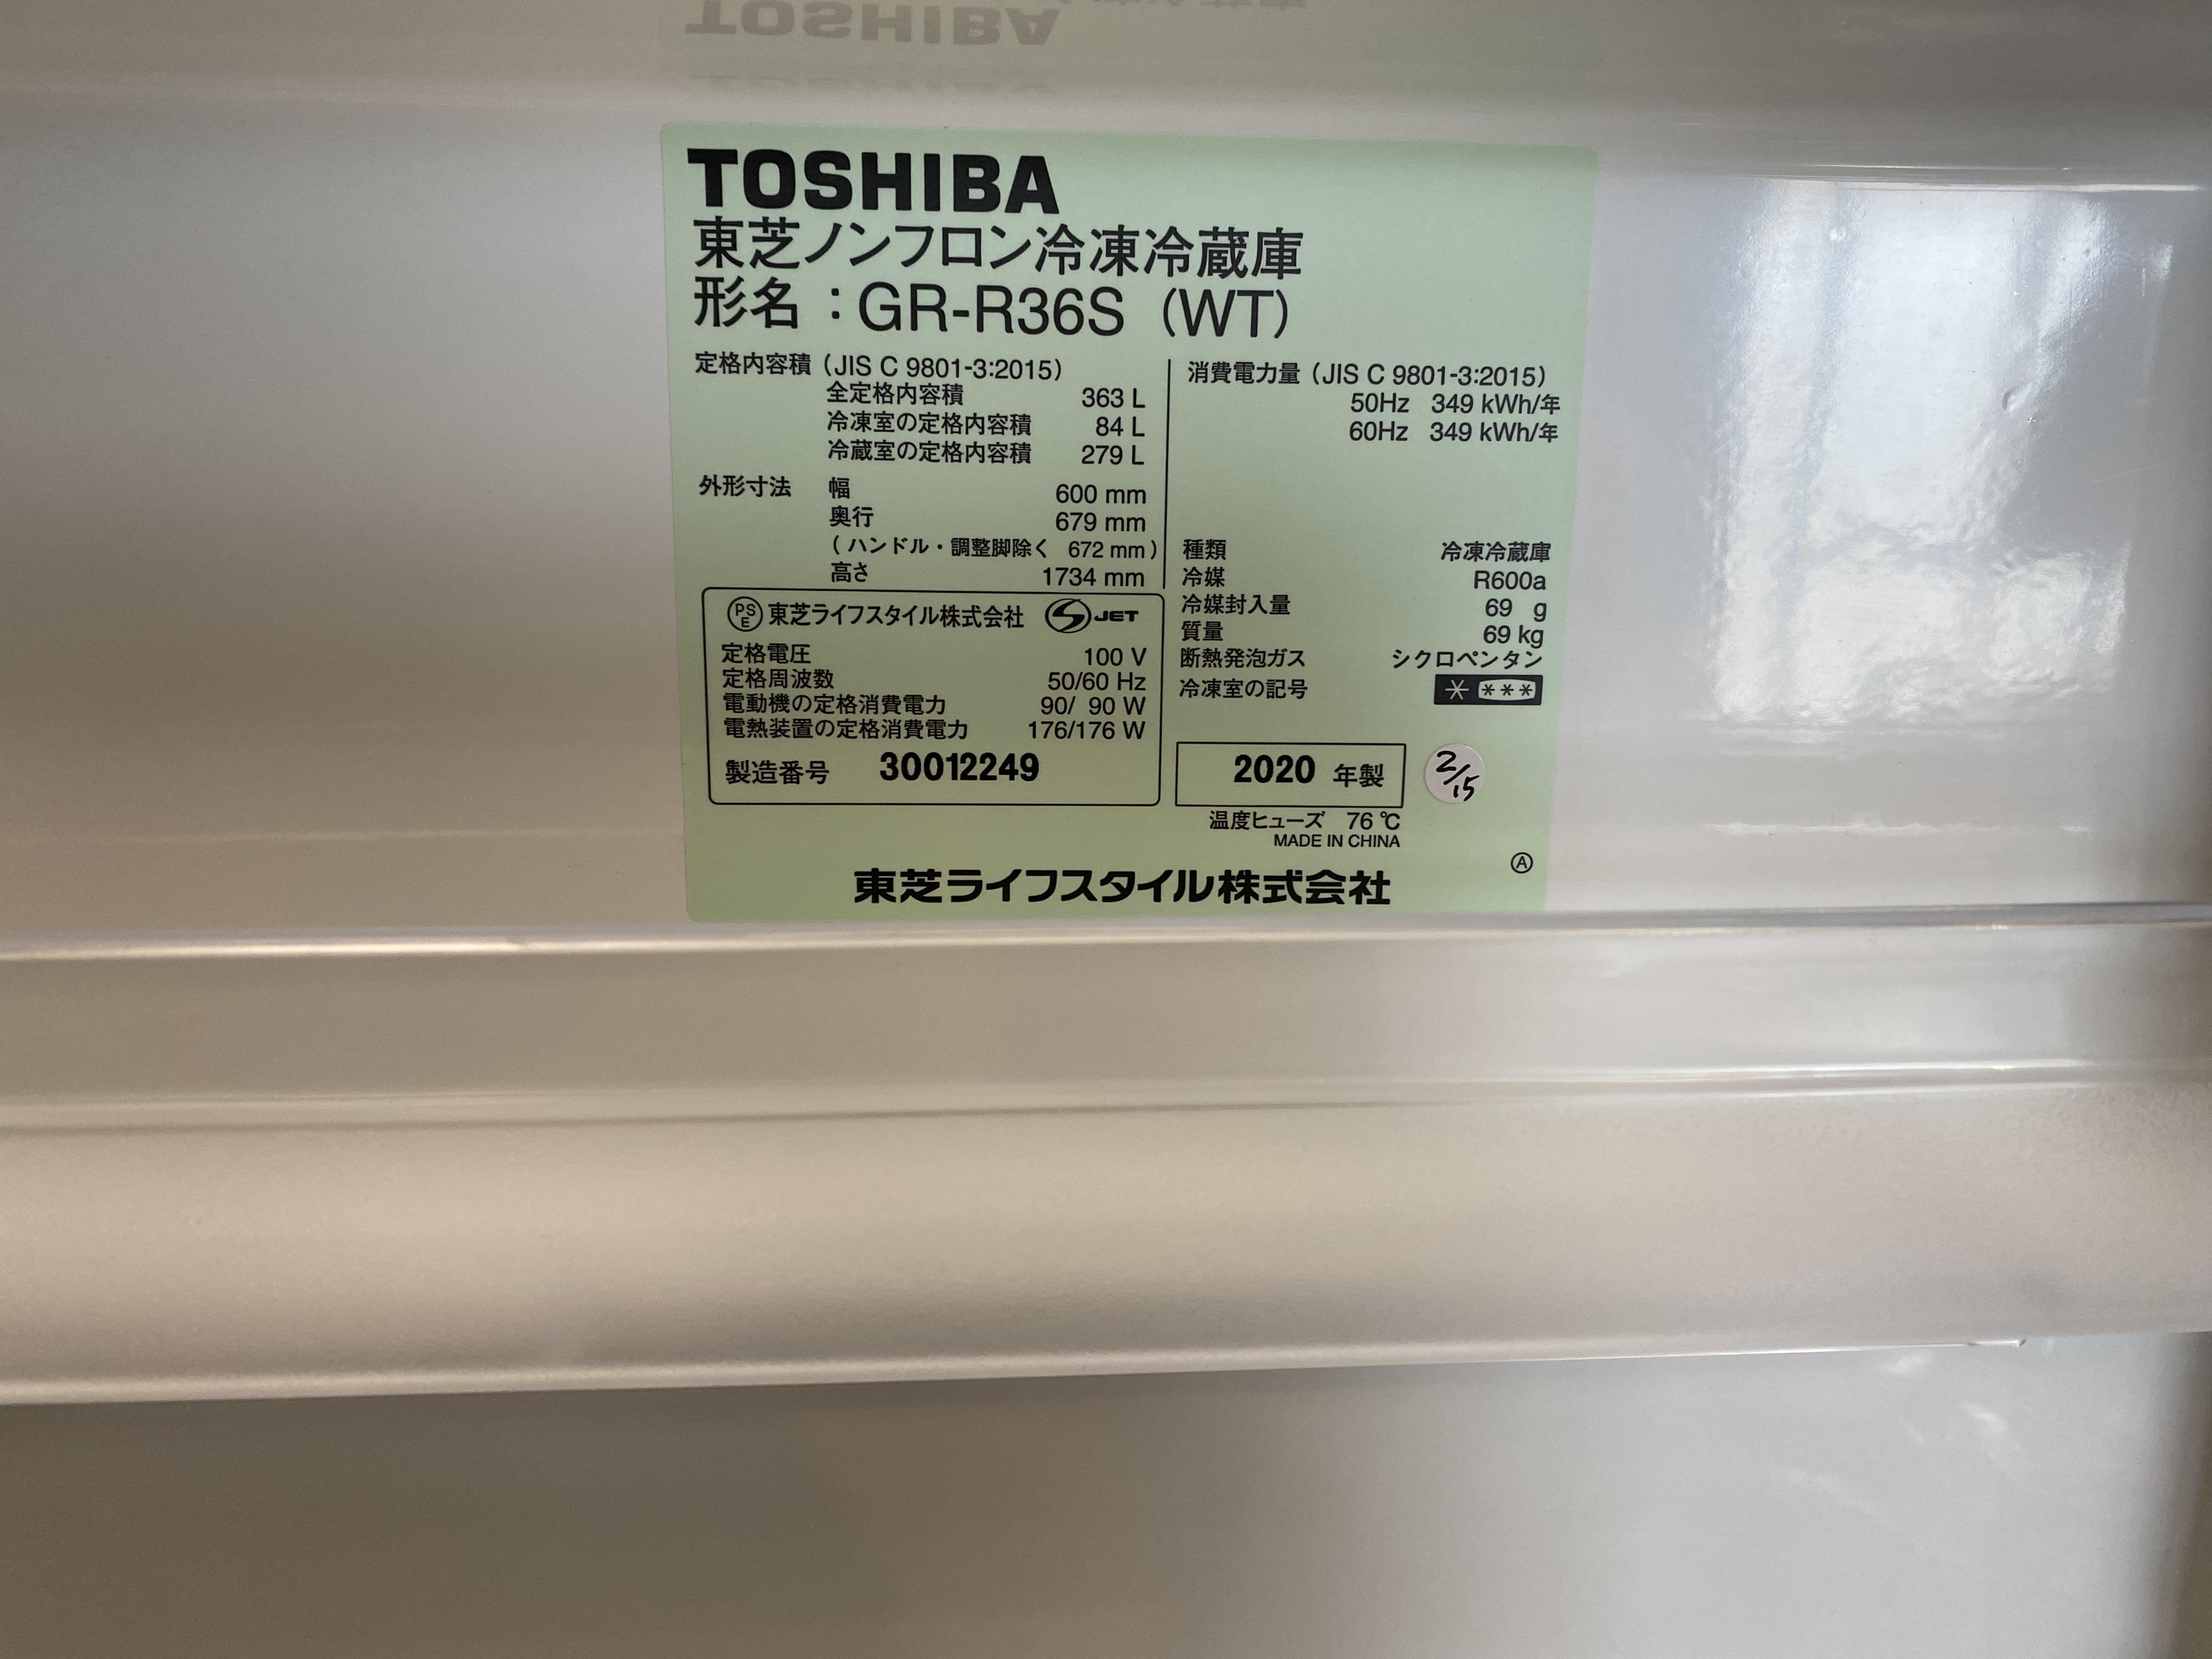 TOSHIBA
東芝ノンフロン冷凍冷蔵庫
形名：GR-R36S（WT）
定格内容積（JIS C 9801-3:2015）
全定格内容積 363 L
冷凍室の定格内容積 84 L
冷蔵室の定格内容積 279 L
外形寸法 幅 600 mm
奥行 679 mm
（ハンドル・調整脚除く 672 mm）
高さ 1734 mm
PSE 東芝ライフスタイル株式会社 S JET
定格電圧 100 V
定格周波数 50/60 Hz
電動機の定格消費電力 90/ 90 W
電熱装置の定格消費電力 176/176 W
製造番号 30012249
消費電力量（JIS C 9801-3:2015）
50Hz 349 kWh/年
60Hz 349 kWh/年
種類 冷凍冷蔵庫
冷媒 R600a
冷媒封入量 69 g
質量 69 kg
断熱発泡ガス シクロペンタン
冷凍室の記号 * ***
2020 年製
2/15
温度ヒューズ 76 ℃
MADE IN CHINA
Ⓐ
東芝ライフスタイル株式会社